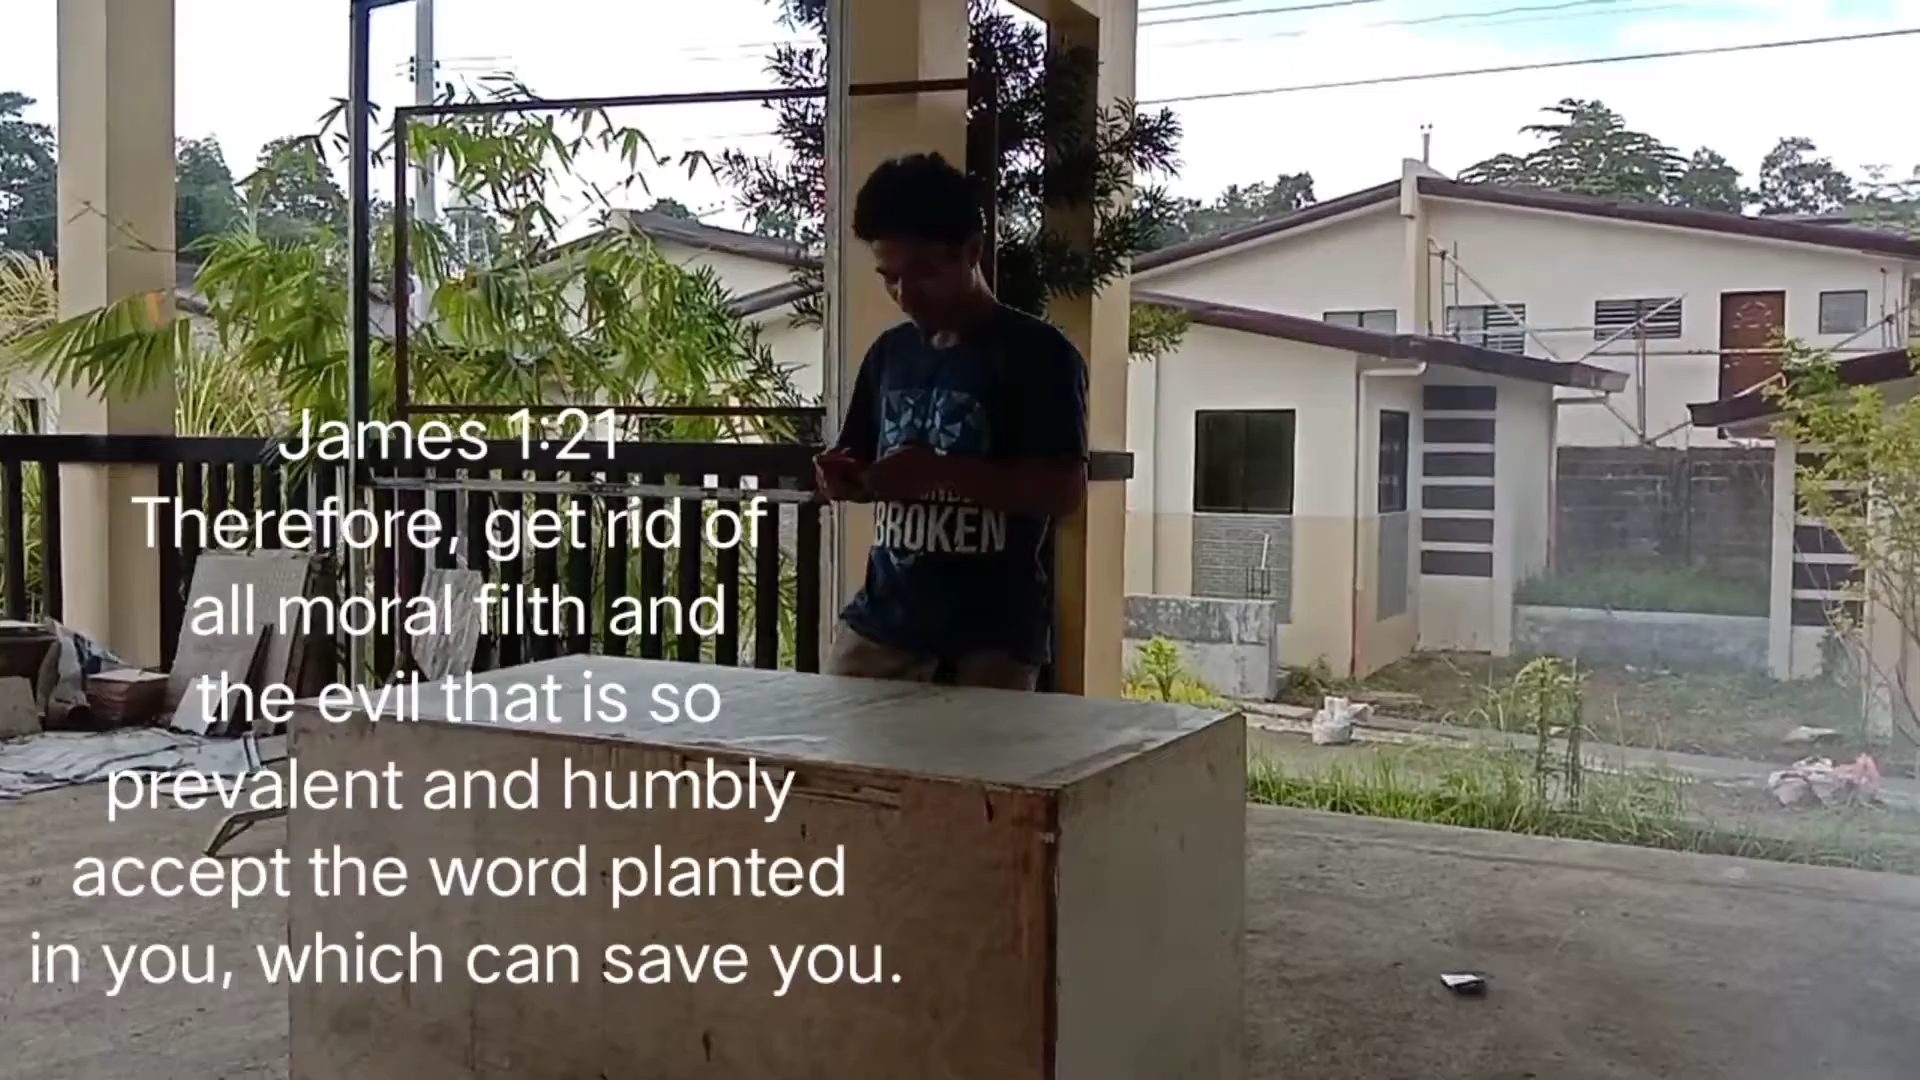 James 1:21
Therefore, get rid of
all moral filth and
the evil that is so
prevalent and humbly
accept the word planted
in you, which can save you.
BROKEN